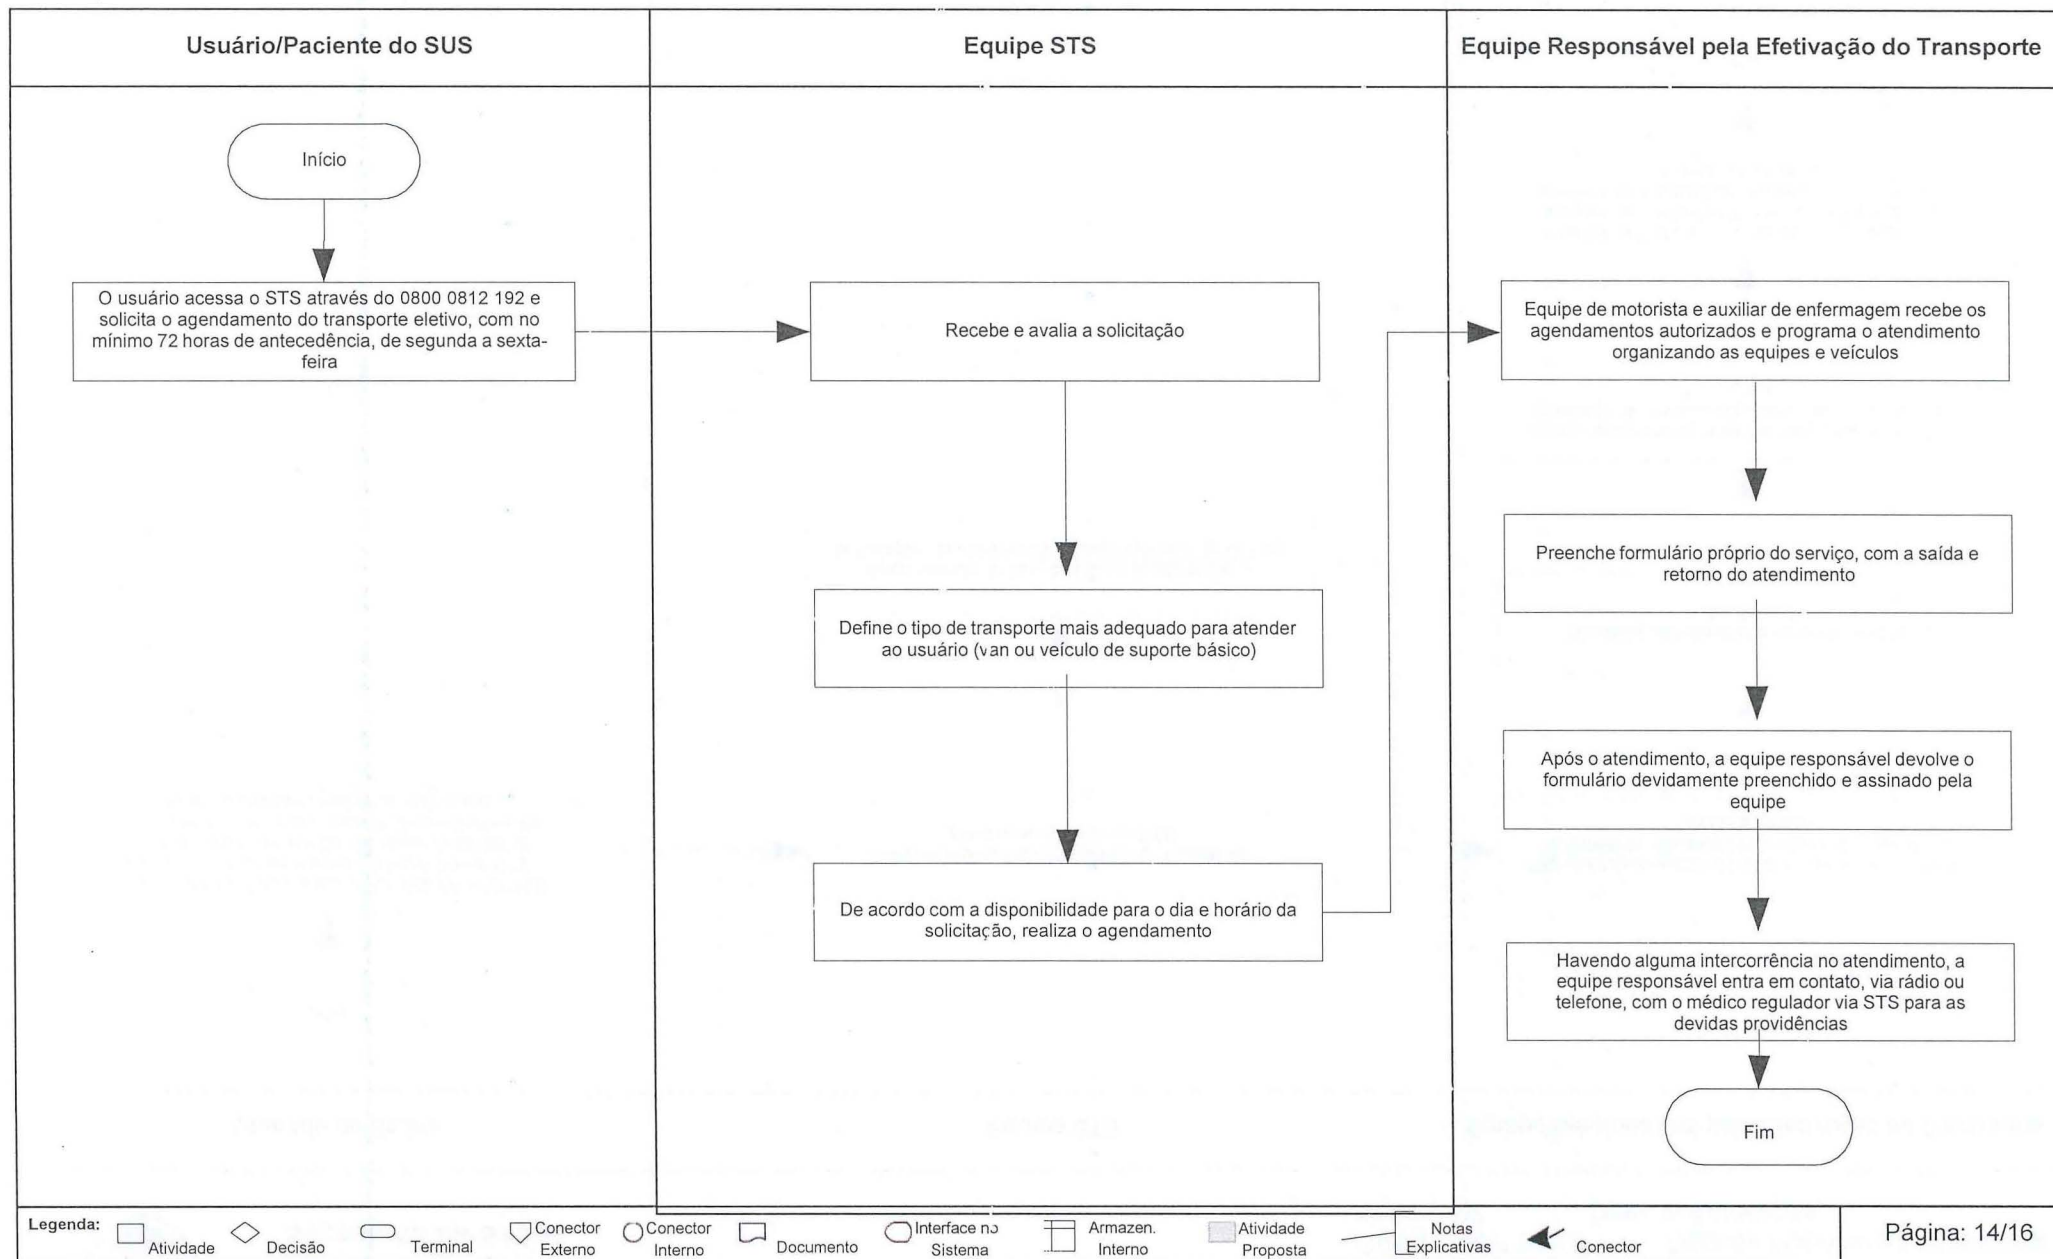 Usuário/Paciente do SUS
Equipe STS
Equipe Responsável pela Efetivação do Transporte
Início
O usuário acessa o STS através do 0800 0812 192 e
solicita o agendamento do transporte eletivo, com no
mínimo 72 horas de antecedência, de segunda a sexta-
feira
Recebe e avalia a solicitação
Define o tipo de transporte mais adequado para atender
ao usuário (van ou veículo de suporte básico)
De acordo com a disponibilidade para o dia e horário da
solicitação, realiza o agendamento
Equipe de motorista e auxiliar de enfermagem recebe os
agendamentos autorizados e programa o atendimento
organizando as equipes e veículos
Preenche formulário próprio do serviço, com a saída e
retorno do atendimento
Após o atendimento, a equipe responsável devolve o
formulário devidamente preenchido e assinado pela
equipe
Havendo alguma intercorrência no atendimento, a
equipe responsável entra em contato, via rádio ou
telefone, com o médico regulador via STS para as
devidas providências
Fim
Legenda:
Atividade
Decisão
Terminal
Conector
Externo
Conector
Interno
Documento
Interface no
Sistema
Armazen.
Interno
Atividade
Proposta
Notas
Explicativas
Conector
Página: 14/16